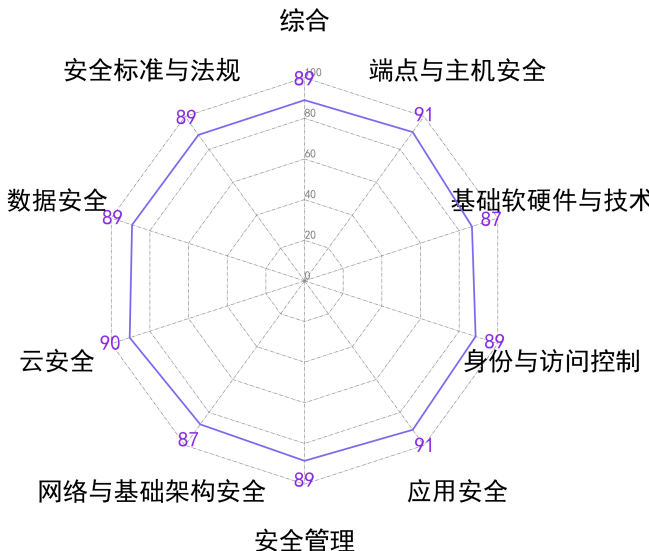 综合
安全标准与法规
端点与主机安全
100
89
89
91
80
60
数据安全
基础软硬件与技术
89
87
40
20
0
云安全
90
89
身份与访问控制
87
91
网络与基础架构安全
89
应用安全
安全管理